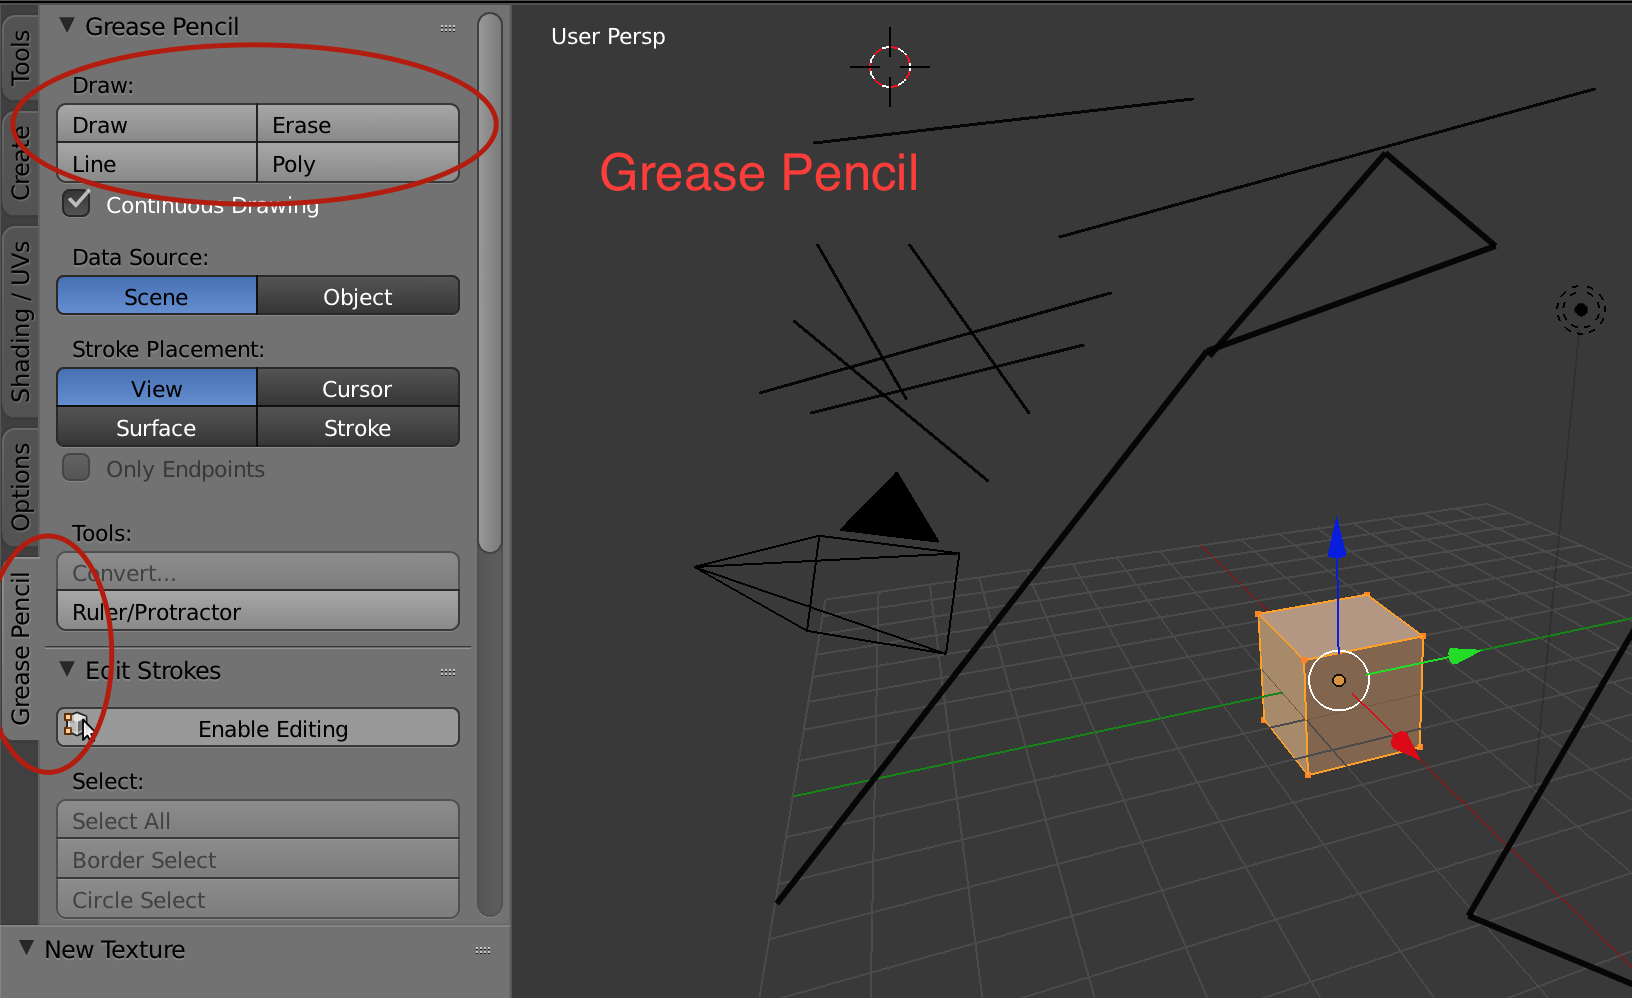 Tools
Create
Shading / UVs
Options
Grease Pencil
Grease Pencil
Draw:
Draw Erase
Line Poly
Continuous Drawing
Data Source:
Scene Object
Stroke Placement:
View Cursor
Surface Stroke
Only Endpoints
Tools:
Convert...
Ruler/Protractor
Edit Strokes
Enable Editing
Select:
Select All
Border Select
Circle Select
New Texture
User Persp
Grease Pencil